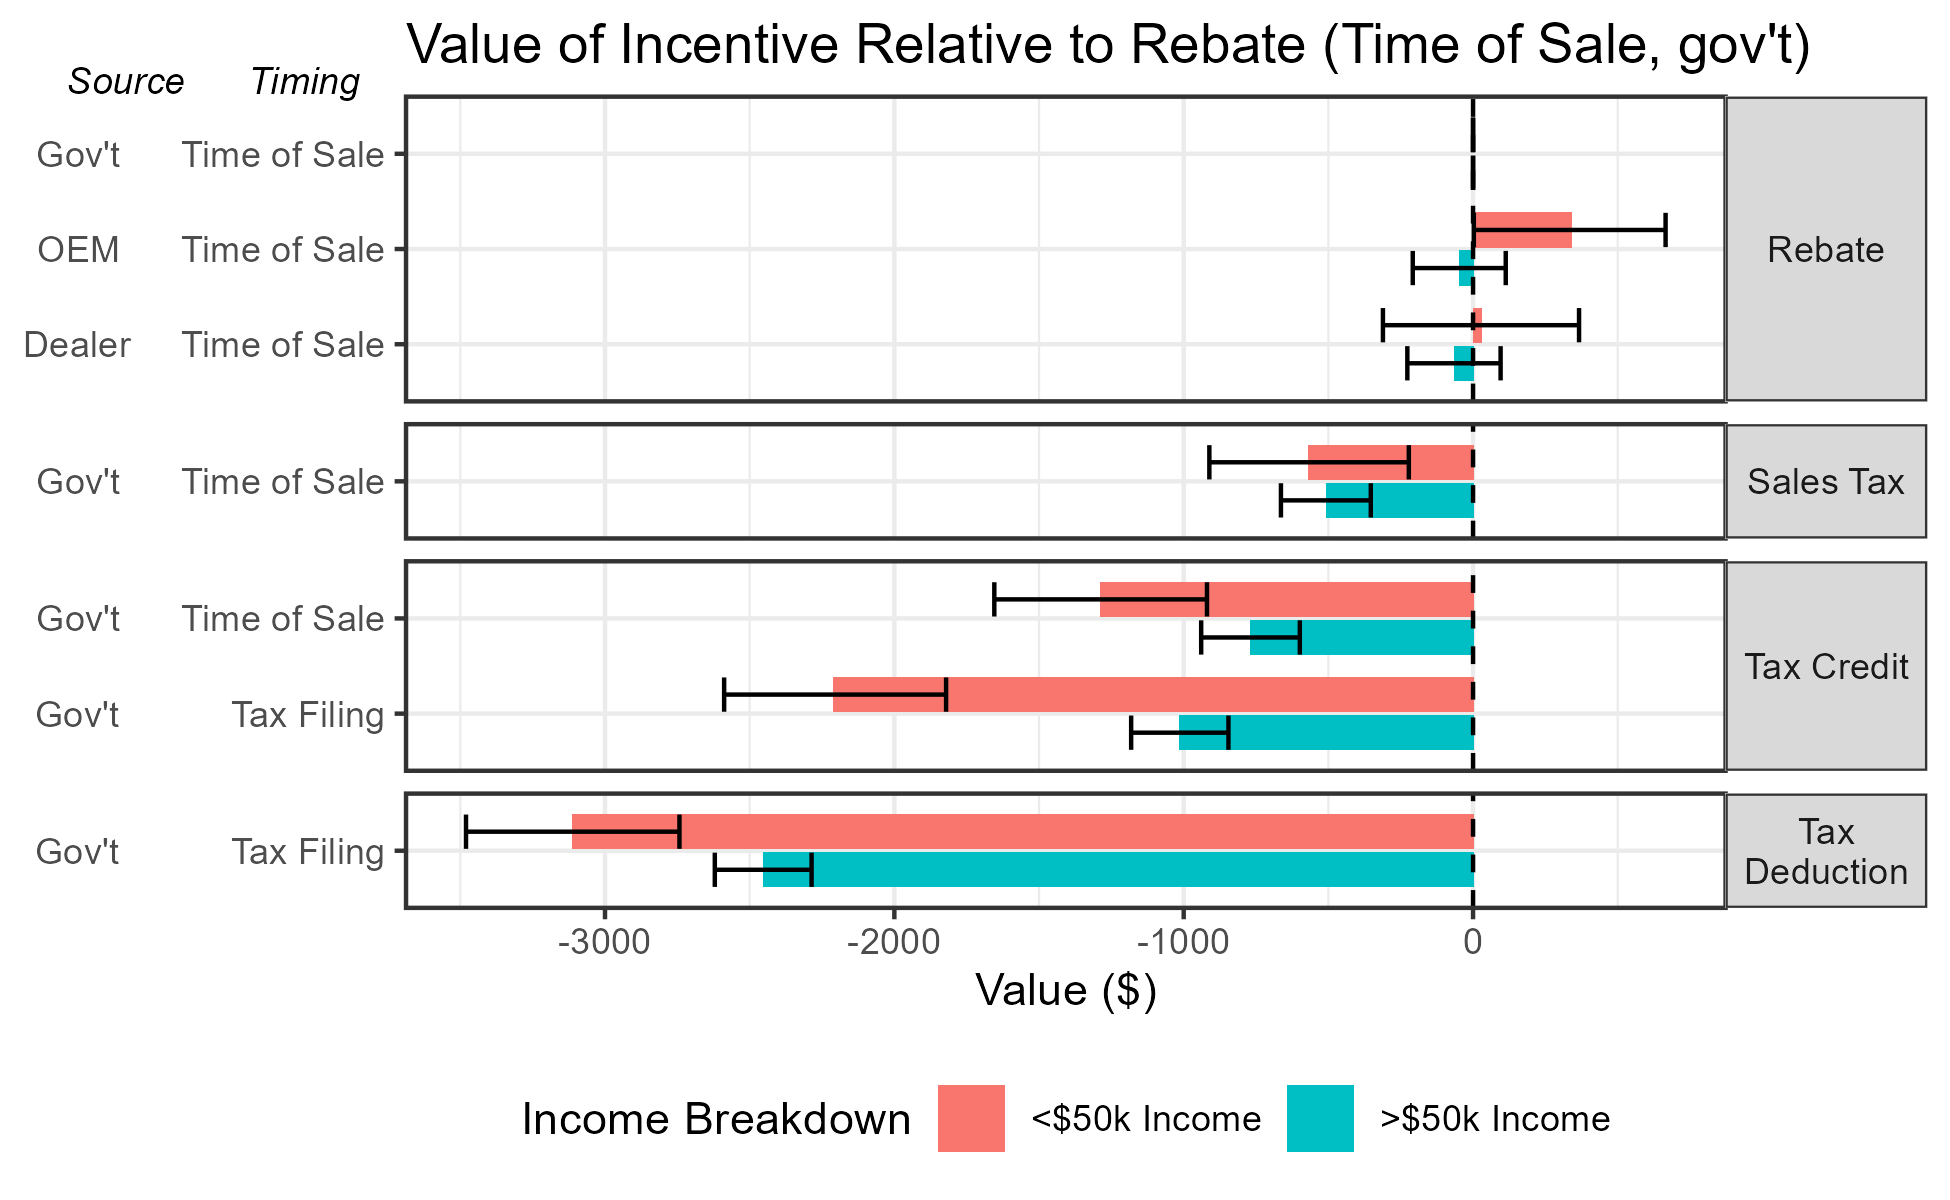 Value of Incentive Relative to Rebate (Time of Sale, gov't)
Source Timing
Gov't Time of Sale
OEM Time of Sale
Rebate
Dealer Time of Sale
Gov't Time of Sale
Sales Tax
Gov't Time of Sale
Tax Credit
Gov't Tax Filing
Gov't Tax Filing
Tax
Deduction
-3000 -2000 -1000 0
Value ($)
Income Breakdown <$50k Income >$50k Income